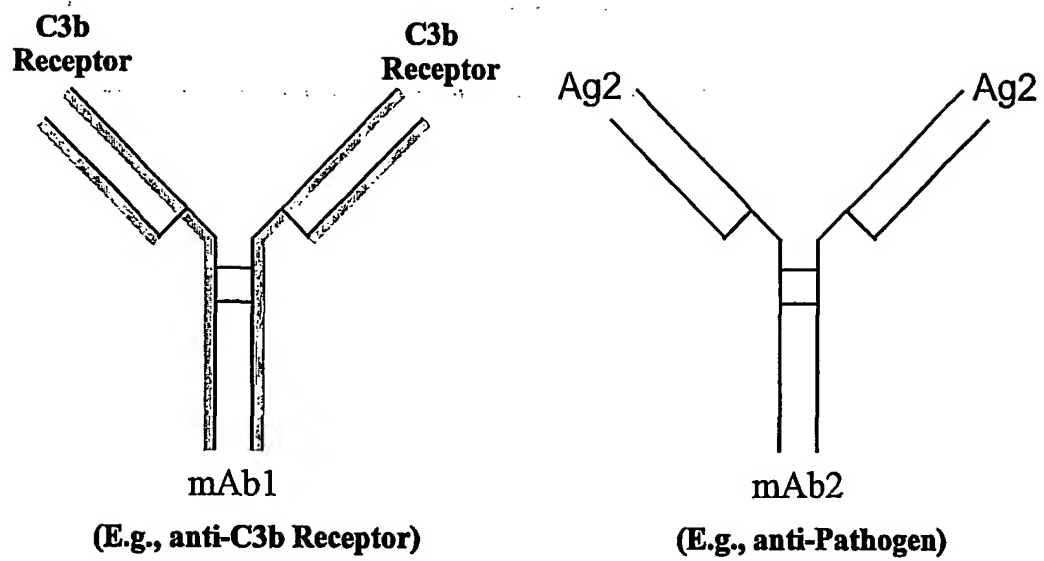 C3b
Receptor
C3b
Receptor
Ag2
Ag2
mAb1
(E.g., anti-C3b Receptor)
mAb2
(E.g., anti-Pathogen)